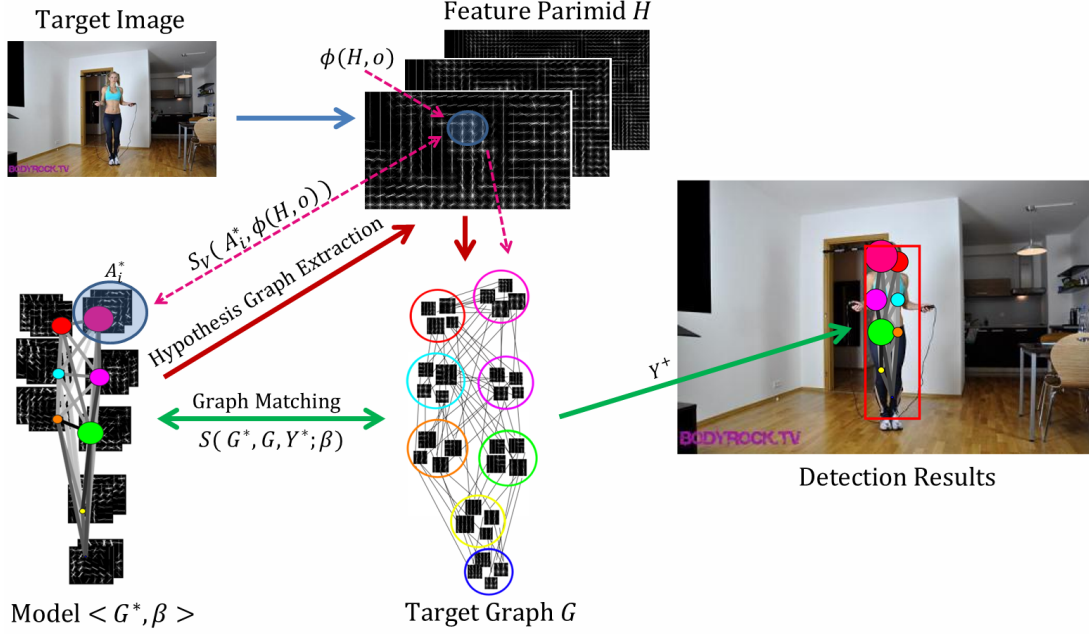 Target Image
Feature Parimid H
ϕ(H, o)
BODYROCK.TV
S_V( A_i^*, ϕ(H, o))
Hypothesis Graph Extraction
A_i^*
Graph Matching
S( G^*, G, Y^*; β)
Y^+
BODYROCK.TV
Detection Results
Model < G^*, β >
Target Graph G